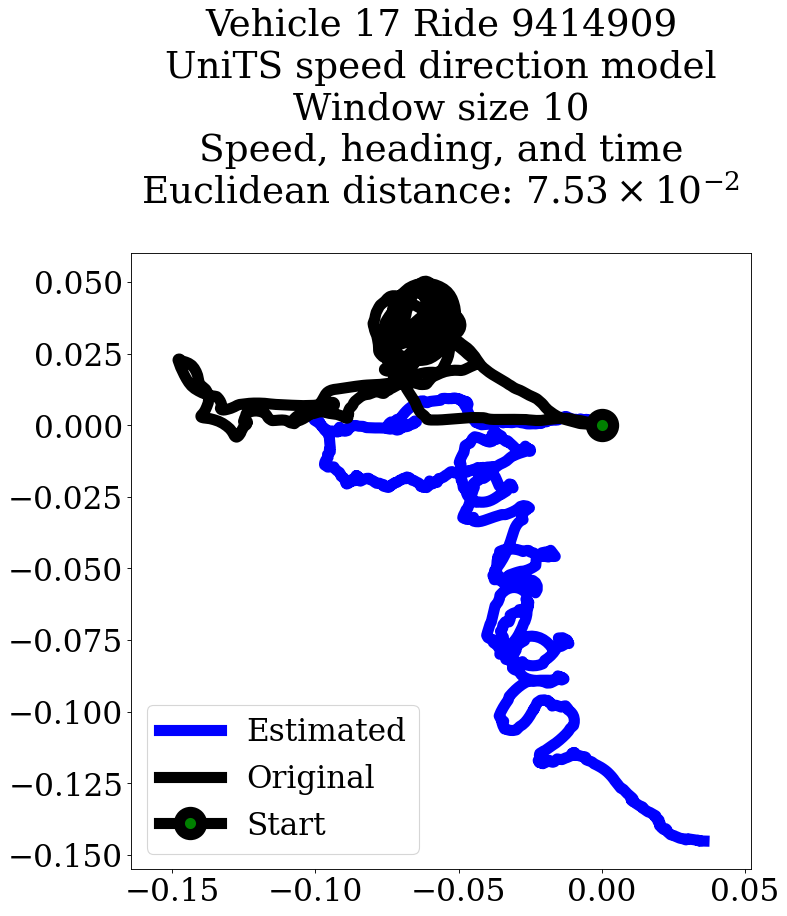 Vehicle 17 Ride 9414909
UniTS speed direction model
Window size 10
Speed, heading, and time
Euclidean distance: 7.53 × 10⁻²
0.050
0.025
0.000
−0.025
−0.050
−0.075
−0.100
−0.125
−0.150
Estimated
Original
Start
−0.15 −0.10 −0.05 0.00 0.05